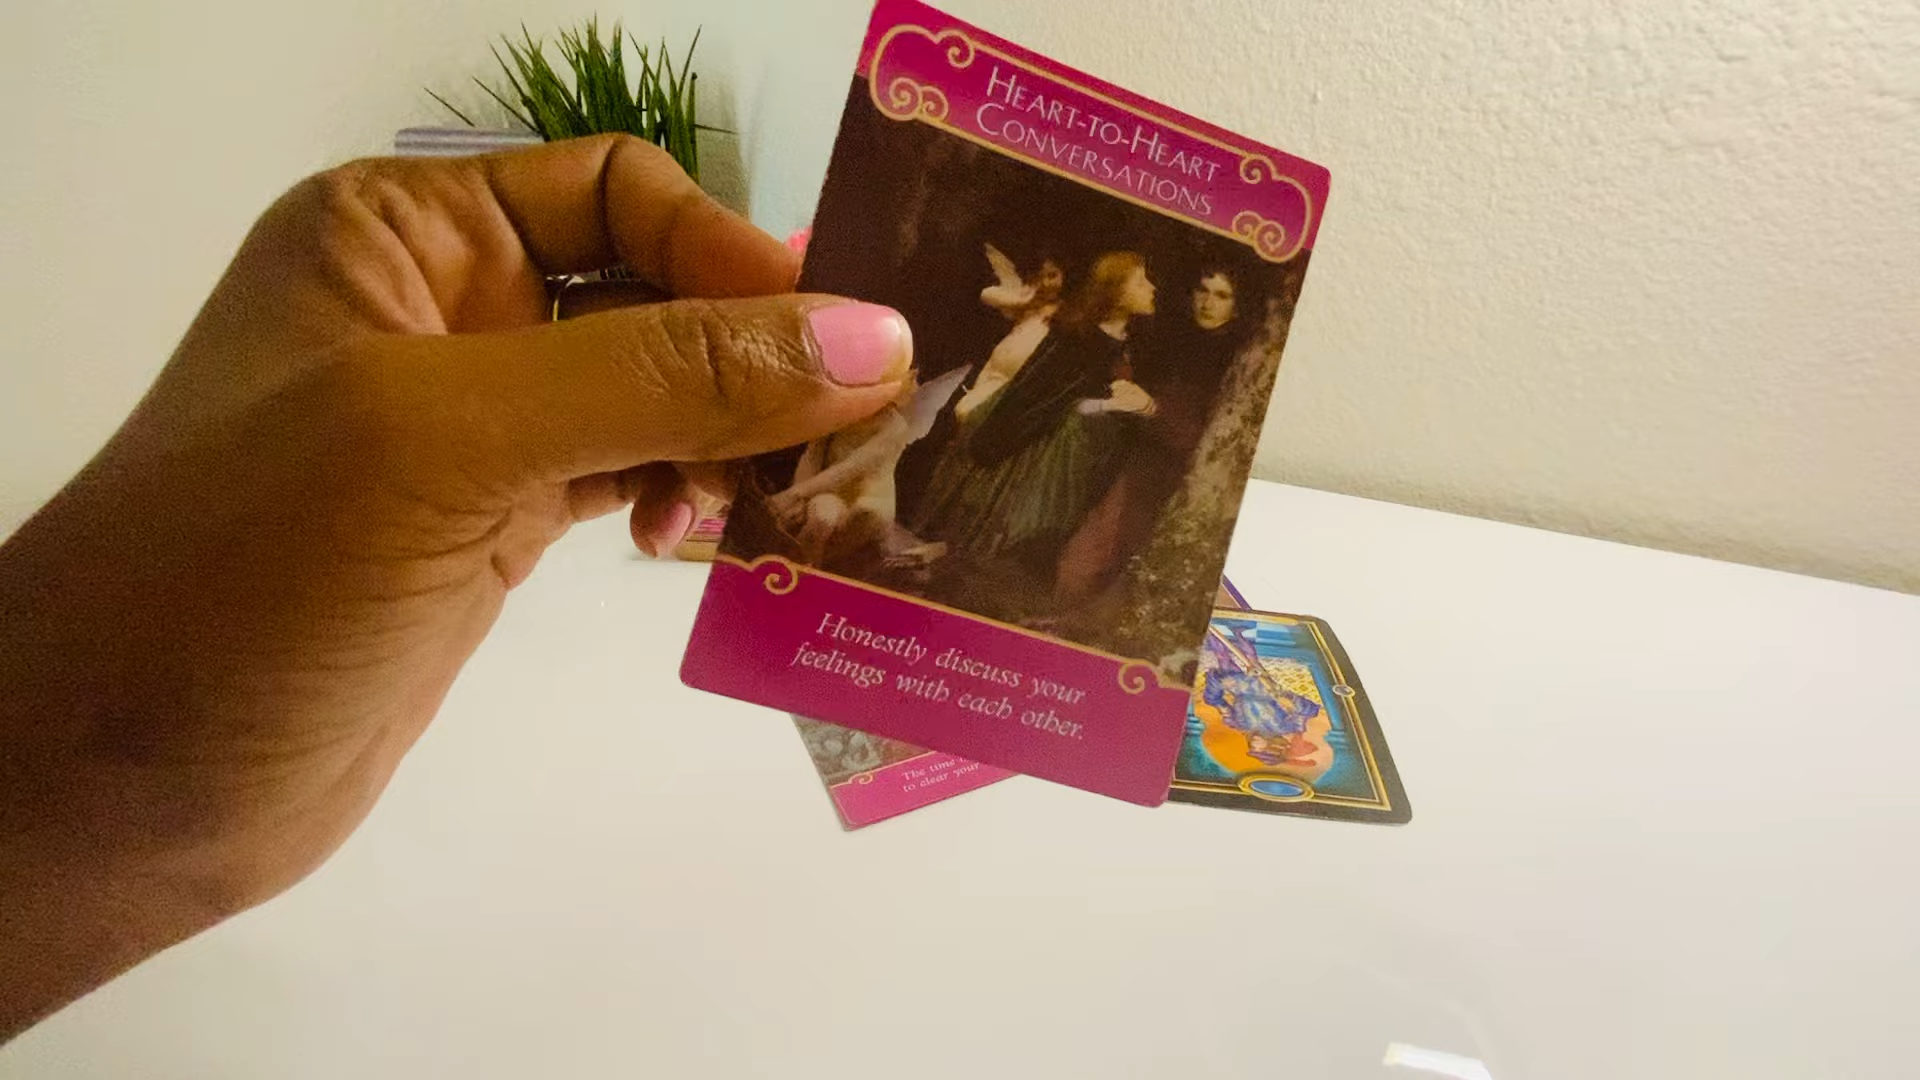 HEART-TO-HEART
CONVERSATIONS
Honestly discuss your
feelings with each other.
The time
to clear your